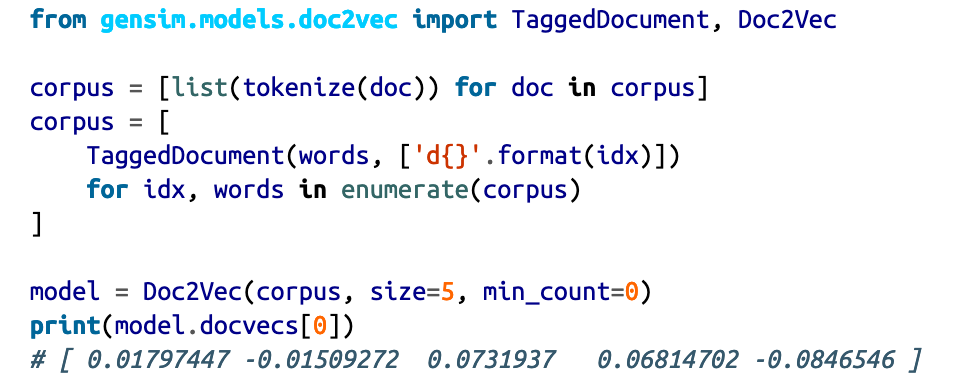 from gensim.models.doc2vec import TaggedDocument, Doc2Vec

corpus = [list(tokenize(doc)) for doc in corpus]
corpus = [
    TaggedDocument(words, ['d{}'.format(idx)])
    for idx, words in enumerate(corpus)
]

model = Doc2Vec(corpus, size=5, min_count=0)
print(model.docvecs[0])
# [ 0.01797447 -0.01509272  0.0731937   0.06814702 -0.0846546 ]